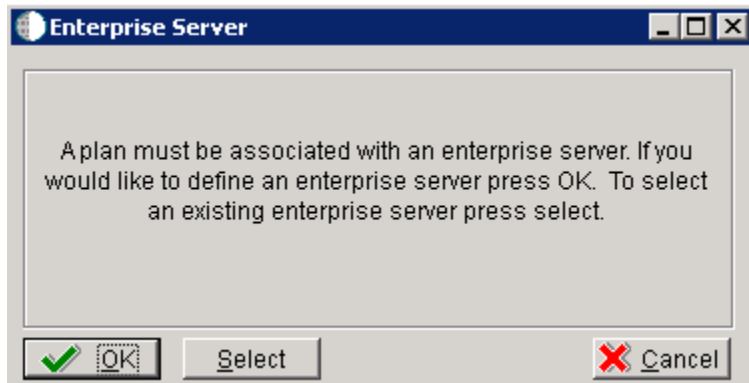 Enterprise Server
A plan must be associated with an enterprise server. If you
would like to define an enterprise server press OK.  To select
an existing enterprise server press select.
OK
Select
Cancel